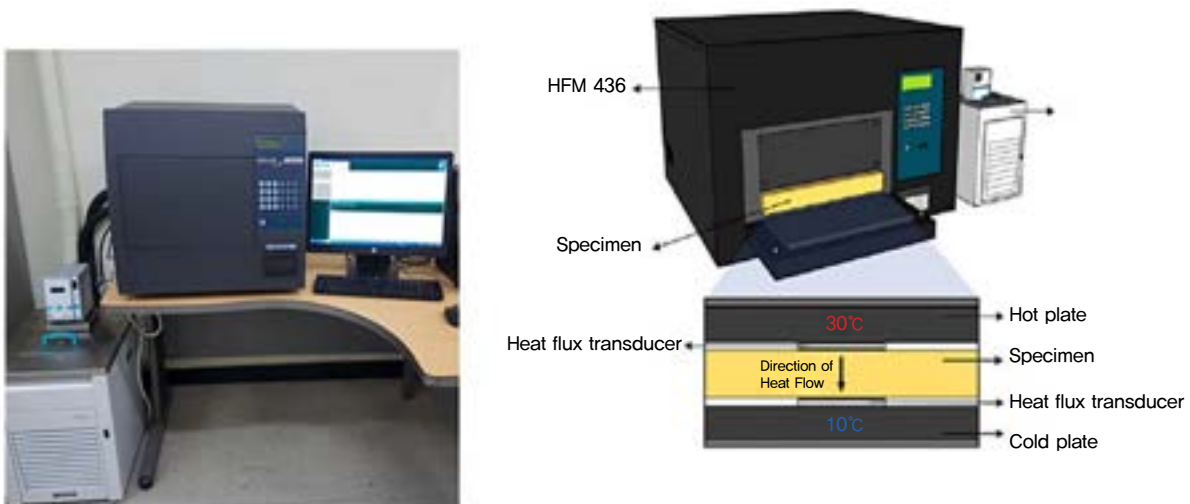 HFM 436
Specimen
30℃
Hot plate
Heat flux transducer
Specimen
Direction of
Heat Flow
Heat flux transducer
10℃
Cold plate